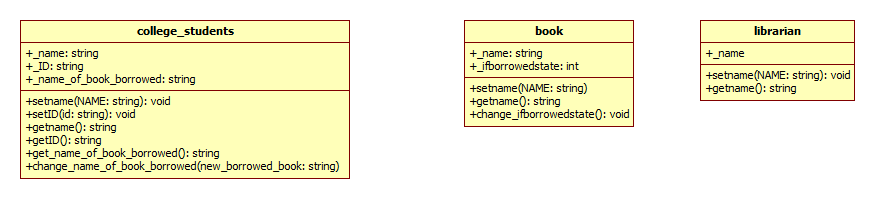 college_students
+_name: string
+_ID: string
+_name_of_book_borrowed: string
+setname(NAME: string): void
+setID(id: string): void
+getname(): string
+getID(): string
+get_name_of_book_borrowed(): string
+change_name_of_book_borrowed(new_borrowed_book: string)
book
+_name: string
+_ifborrowedstate: int
+setname(NAME: string)
+getname(): string
+change_ifborrowedstate(): void
librarian
+_name
+setname(NAME: string): void
+getname(): string